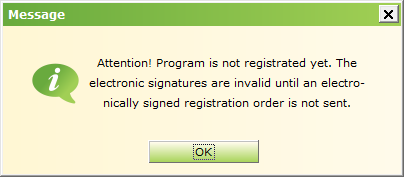 Message
Attention! Program is not registrated yet. The
electronic signatures are invalid until an electro-
nically signed registration order is not sent.
OK